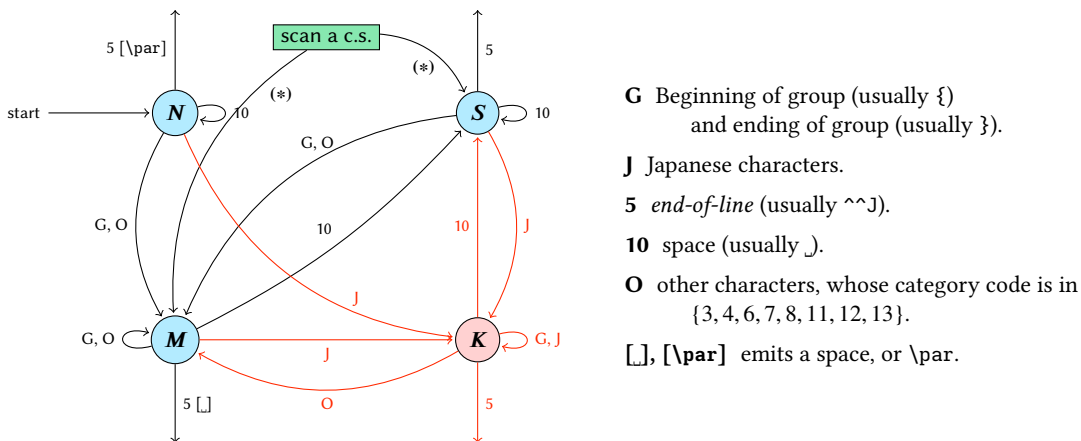 scan a c.s.
5 [\par]
5
(∗)
(∗)
start
N
10
S
10
G, O
G, O
J
10
10
J
G, O
M
J
K
G, J
O
5 [␣]
5
G Beginning of group (usually {)
and ending of group (usually }).
J Japanese characters.
5 end-of-line (usually ^^J).
10 space (usually ␣).
O other characters, whose category code is in
{3, 4, 6, 7, 8, 11, 12, 13}.
[␣], [\par] emits a space, or \par.